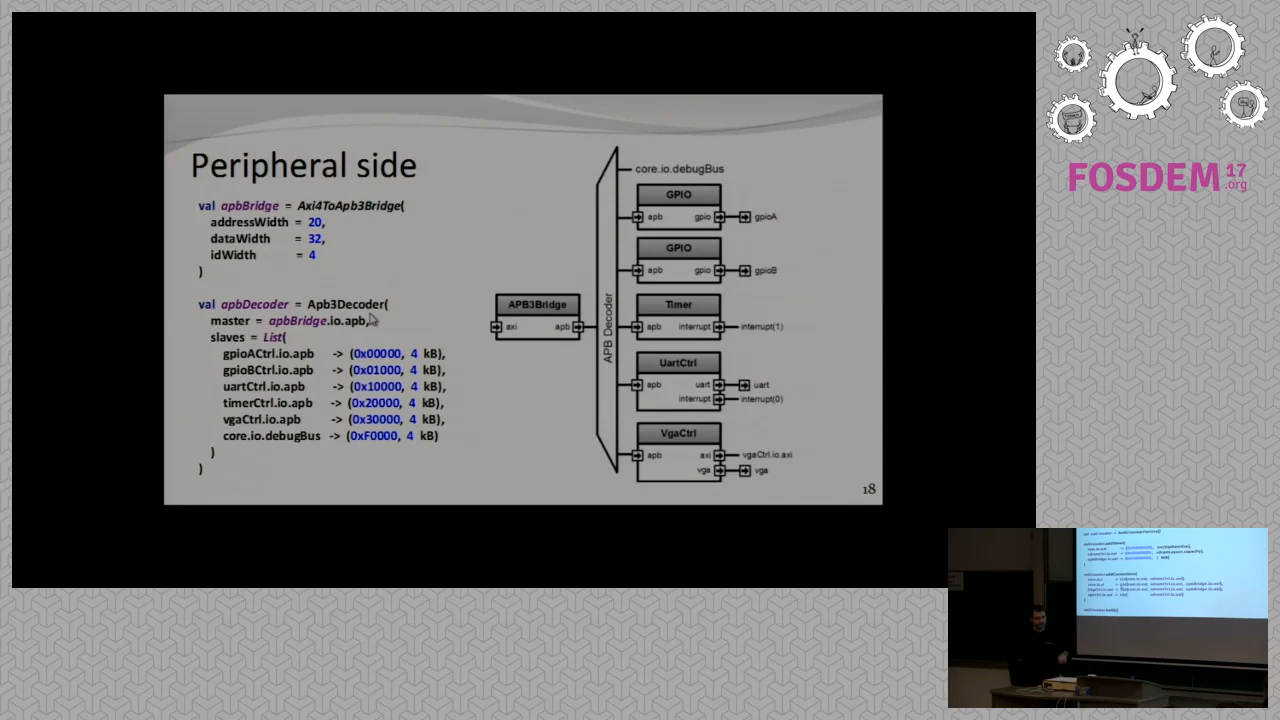 Peripheral side
val apbBridge = Axi4ToApb3Bridge(
addressWidth = 20,
dataWidth = 32,
idWidth = 4
)
val apbDecoder = Apb3Decoder(
master = apbBridge.io.apb,
slaves = List(
gpioACtrl.io.apb -> (0x00000, 4 kB),
gpioBCtrl.io.apb -> (0x01000, 4 kB),
uartCtrl.io.apb -> (0x10000, 4 kB),
timerCtrl.io.apb -> (0x20000, 4 kB),
vgaCtrl.io.apb -> (0x30000, 4 kB),
core.io.debugBus -> (0xF0000, 4 kB)
)
)
APB3Bridge
axi apb
APB Decoder
core.io.debugBus
GPIO
apb gpio gpioA
GPIO
apb gpio gpioB
Timer
apb interrupt interrupt(1)
UartCtrl
apb uart uart
interrupt interrupt(0)
VgaCtrl
apb axi vgaCtrl.io.axi
vga vga
18
FOSDEM 17
.org